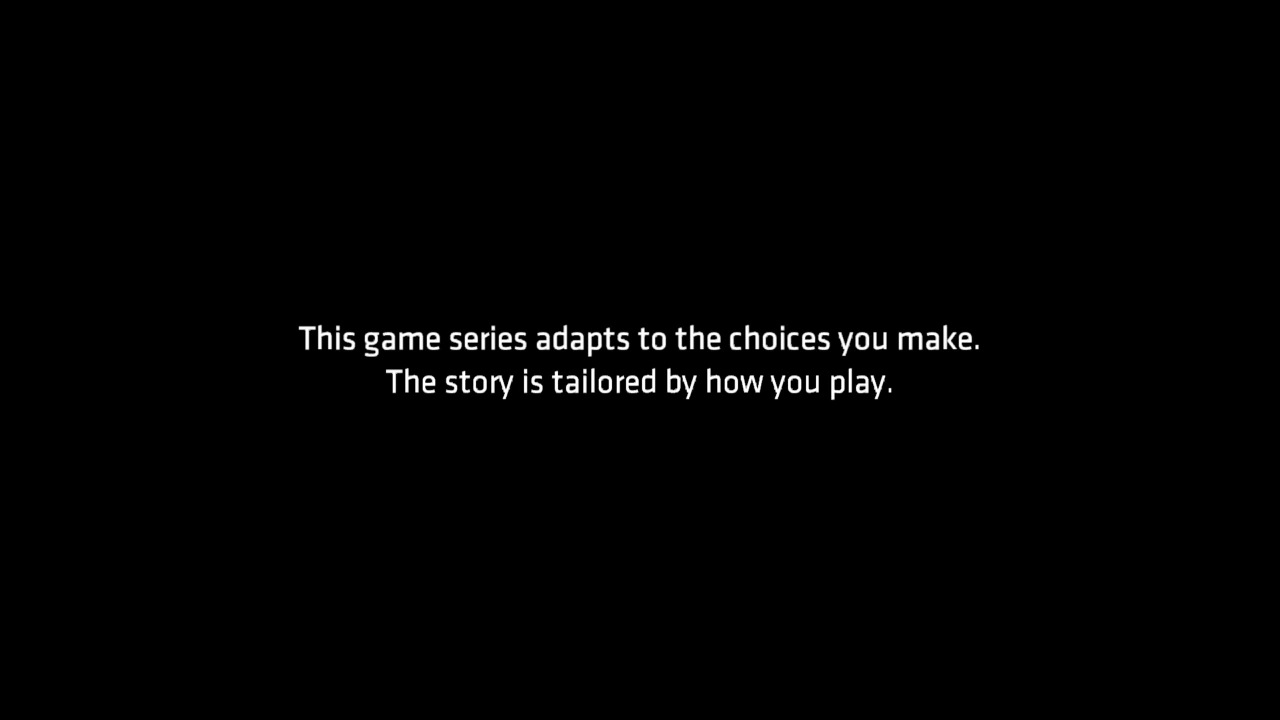 This game series adapts to the choices you make.
The story is tailored by how you play.